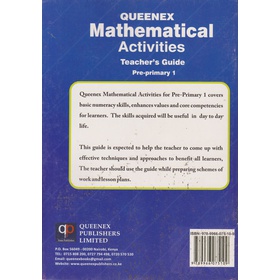 QUEENEX
Mathematical
Activities
Teacher's Guide
Pre-primary 1
Queenex Mathematical Activities for Pre-Primary 1 covers
basic numeracy skills, enhances values and core competencies
for learners. The skills acquired will be useful in day to day
life.
This guide is expected to help the teacher to come up with
effective techniques and approaches to benefit all learners.
The teacher should use the guide while preparing schemes of
work and lesson plans.
qp
QUEENEX
PUBLISHERS
LIMITED